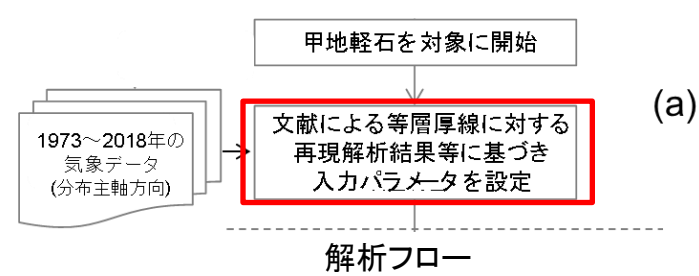 甲地軽石を対象に開始
(a)
文献による等層厚線に対する
再現解析結果等に基づき
入力パラメータを設定
1973～2018年の
気象データ
(分布主軸方向)
解析フロー